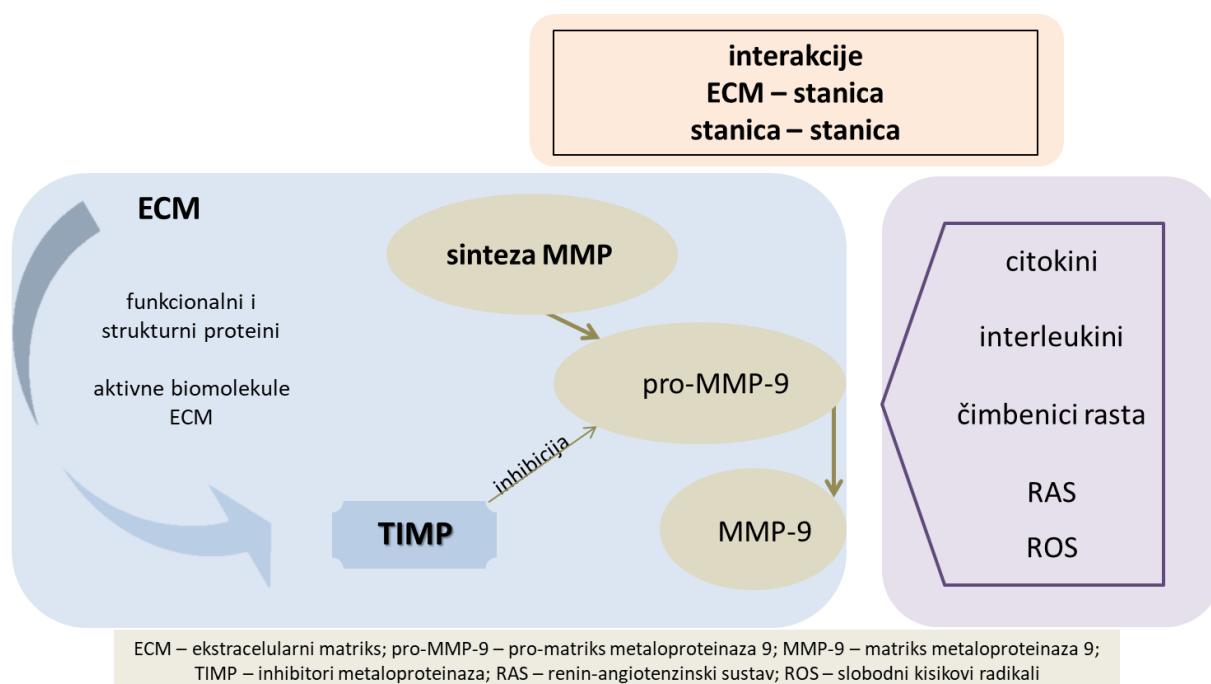 interakcije
ECM – stanica
stanica – stanica
ECM
funkcionalni i
strukturni proteini
aktivne biomolekule
ECM
sinteza MMP
pro-MMP-9
inhibicija
TIMP
MMP-9
citokini
interleukini
čimbenici rasta
RAS
ROS
ECM – ekstracelularni matriks; pro-MMP-9 – pro-matriks metaloproteinaza 9; MMP-9 – matriks metaloproteinaza 9;
TIMP – inhibitori metaloproteinaza; RAS – renin-angiotenzinski sustav; ROS – slobodni kisikovi radikali